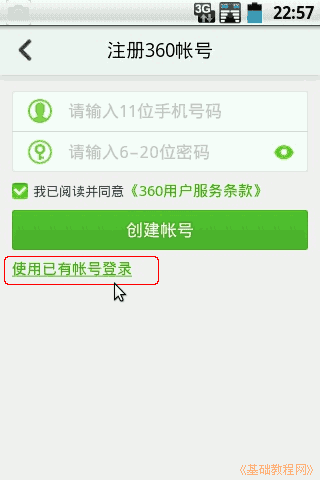 3G
22:57
注册360帐号
请输入11位手机号码
请输入6-20位密码
我已阅读并同意《360用户服务条款》
创建帐号
使用已有帐号登录
《基础教程网》